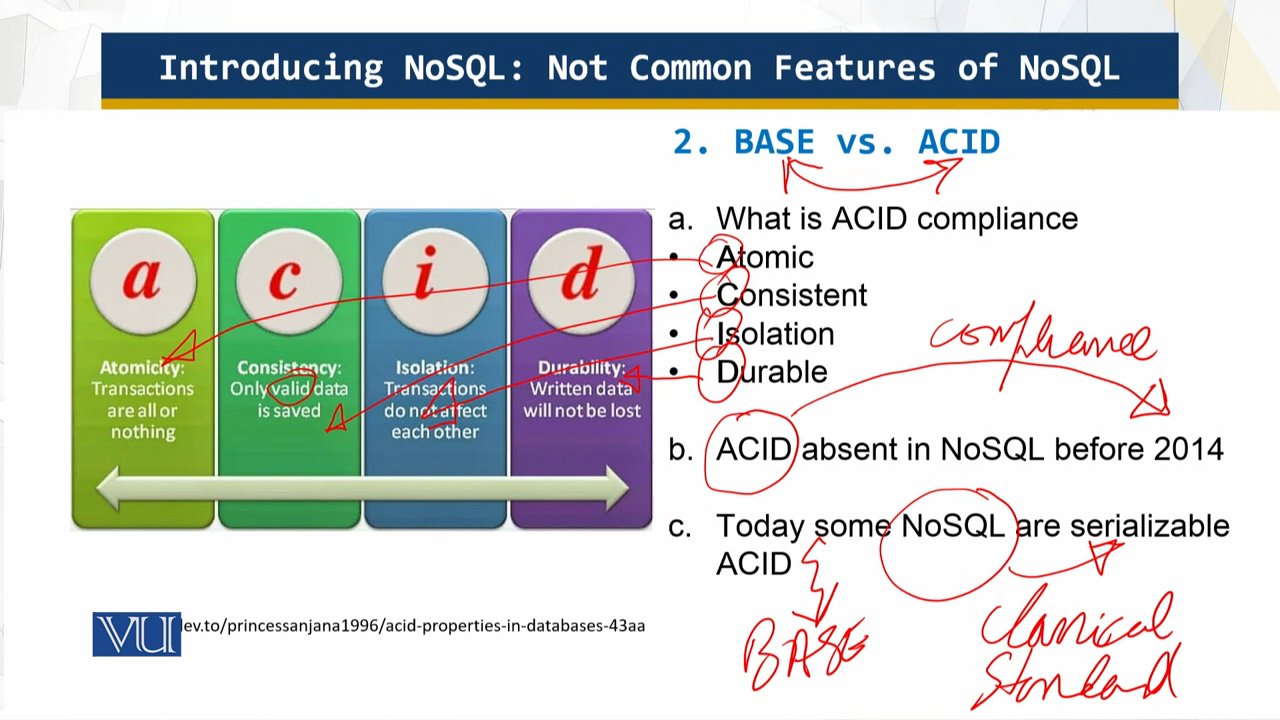 Introducing NoSQL: Not Common Features of NoSQL
2. BASE vs. ACID
a
c
i
d
Atomicity:
Transactions
are all or
nothing
Consistency:
Only valid data
is saved
Isolation:
Transactions
do not affect
each other
Durability:
Written data
will not be lost
a. What is ACID compliance
• Atomic
• Consistent
• Isolation
• Durable
compliance
b. ACID absent in NoSQL before 2014
c. Today some NoSQL are serializable
ACID
BASE
Classical
Standard
VU
dev.to/princessanjana1996/acid-properties-in-databases-43aa